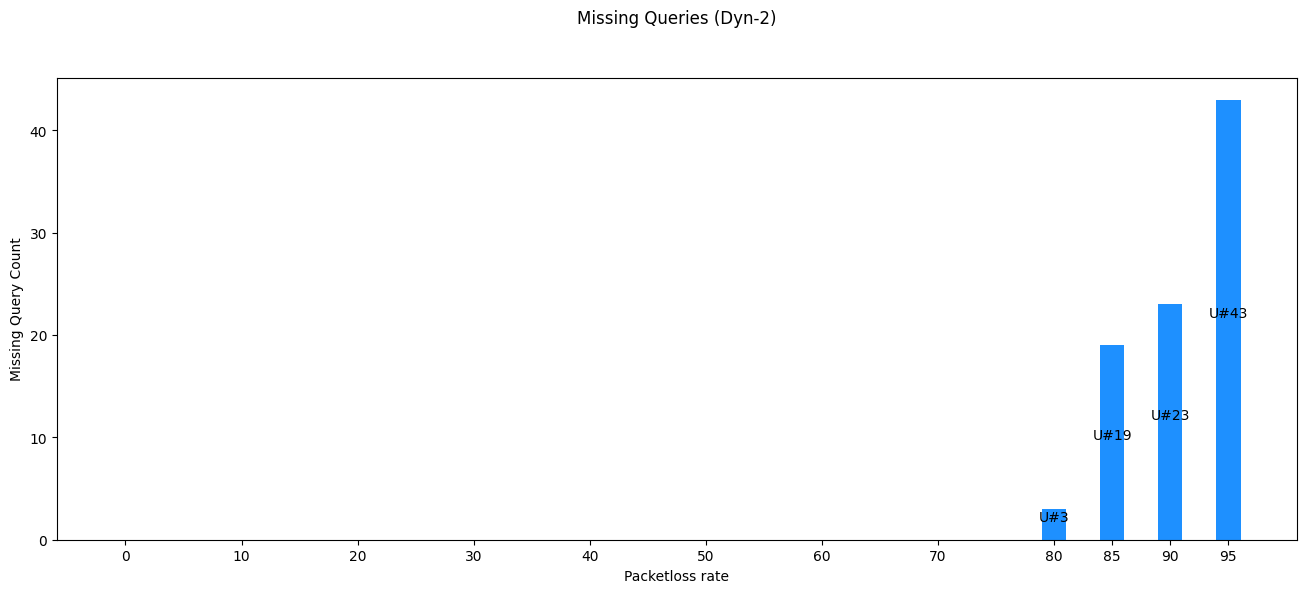 Missing Queries (Dyn-2)
Missing Query Count
40
30
20
10
0
U#3
U#19
U#23
U#43
0 10 20 30 40 50 60 70 80 85 90 95
Packetloss rate